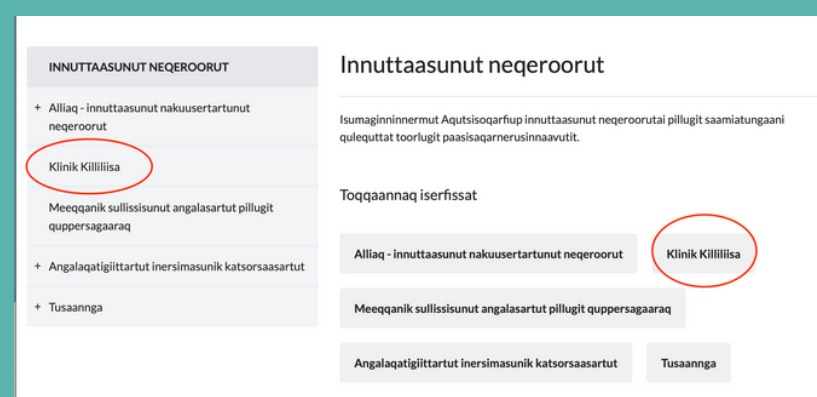 INNUTTAASUNUT NEQEROORUT
+ Alliaq - innuttaasunut nakuusertartunut
neqeroorut
Klinik Killiliisa
Meeqqanik sullissisunut angalasartut pillugit
quppersagaaraq
+ Angalaqatigiittartut inersimasunik katsorsaasartut
+ Tusaannga
Innuttaasunut neqeroorut
Isumaginninnermut Aqutsisoqarfiup innuttaasunut neqeroorutai pillugit saamiatungaani
qulequttat toorlugit paasisaqarnerusinnaavutit.
Toqqaannaq iserfissat
Alliaq - innuttaasunut nakuusertartunut neqeroorut
Klinik Killiliisa
Meeqqanik sullissisunut angalasartut pillugit quppersagaaraq
Angalaqatigiittartut inersimasunik katsorsaasartut
Tusaannga